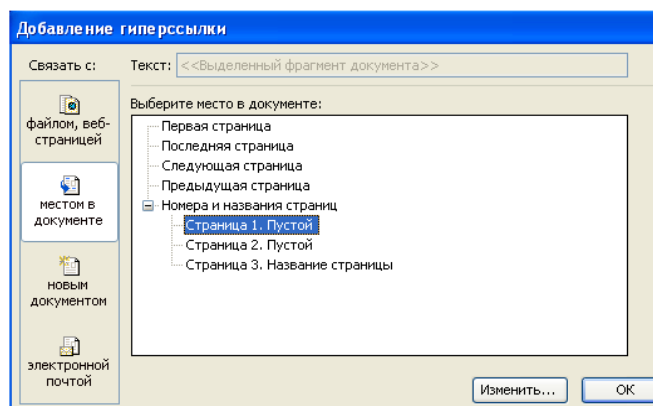 Добавление гиперссылки
Связать с:
Текст: <<Выделенный фрагмент документа>>
файлом, веб-
страницей
местом в
документе
новым
документом
электронной
почтой
Выберите место в документе:
Первая страница
Последняя страница
Следующая страница
Предыдущая страница
Номера и названия страниц
Страница 1. Пустой
Страница 2. Пустой
Страница 3. Название страницы
Изменить...
ОК